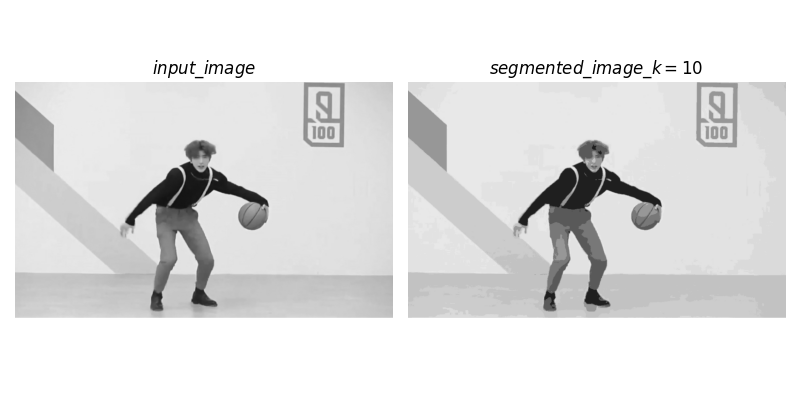 input_image
segmented_image_k = 10
100
100